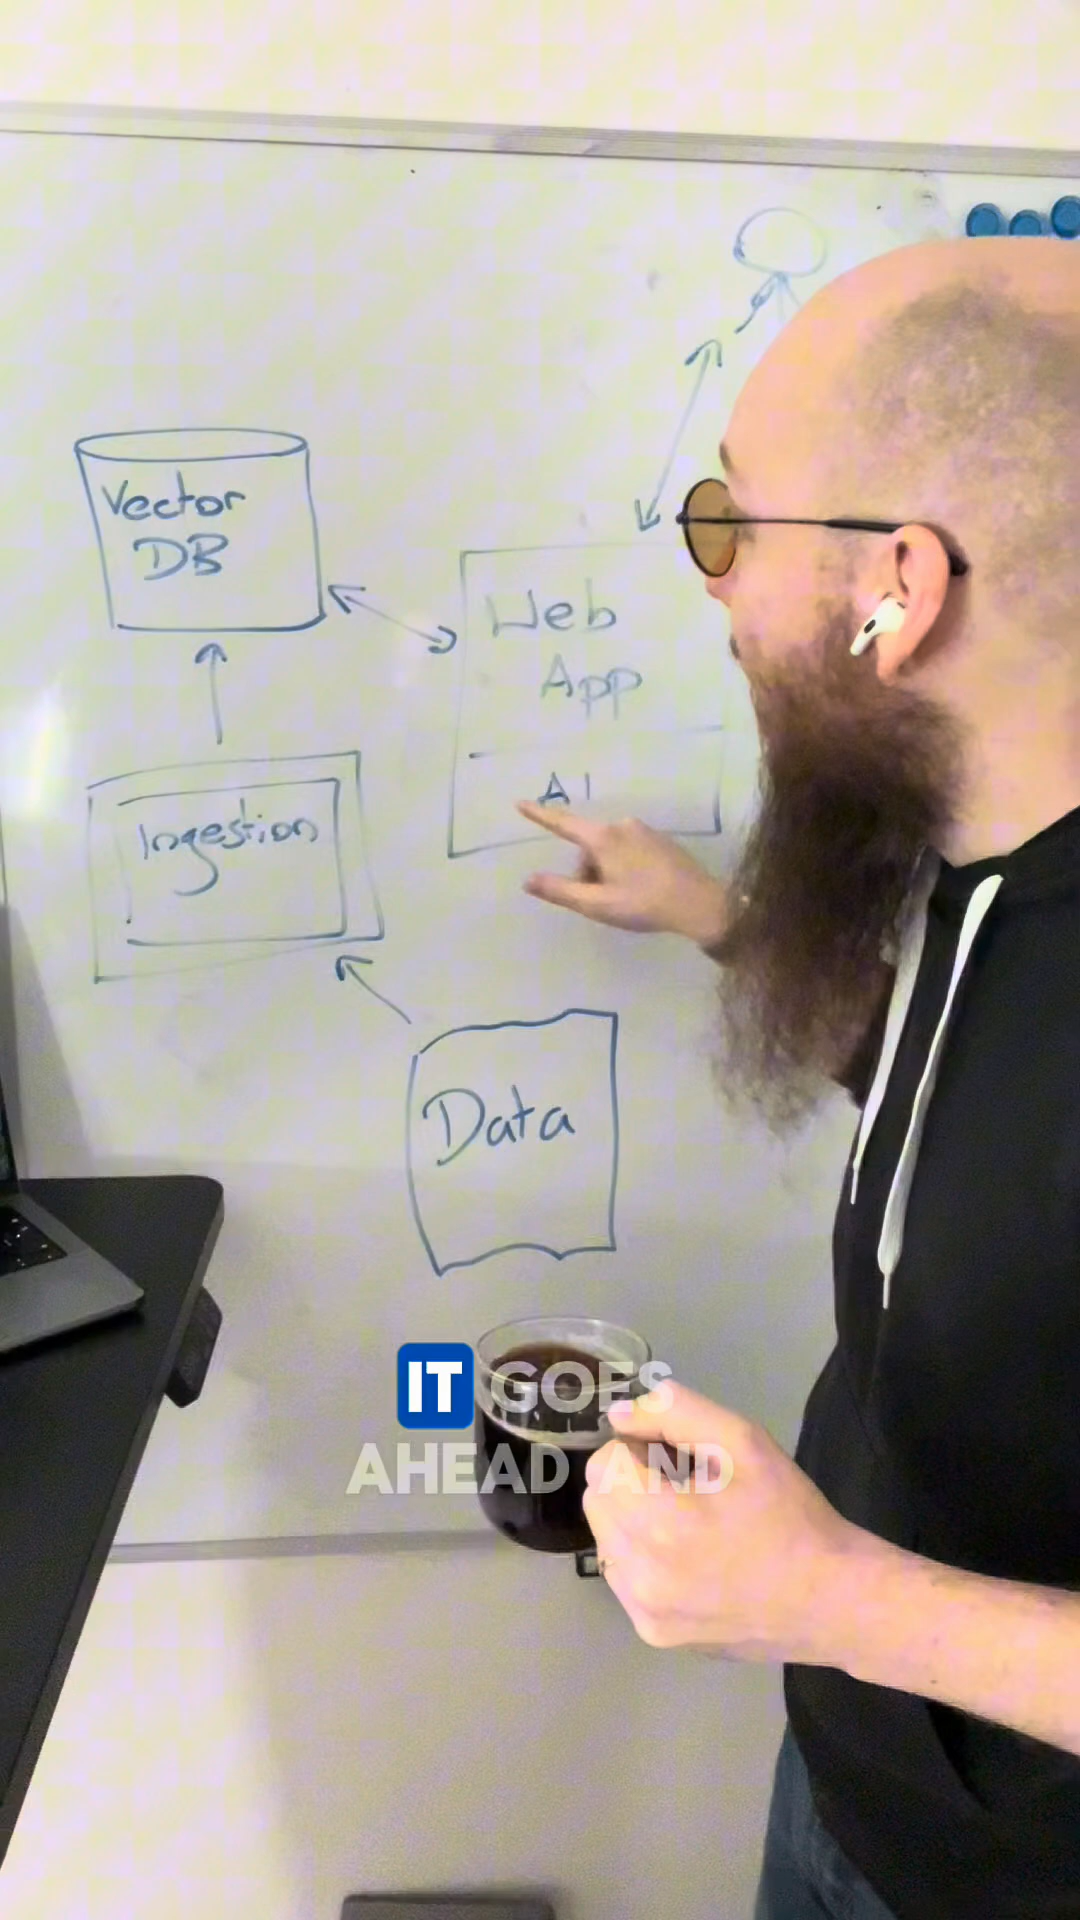 Vector
DB
Web
App
AI
Ingestion
Data
IT GOES
AHEAD AND